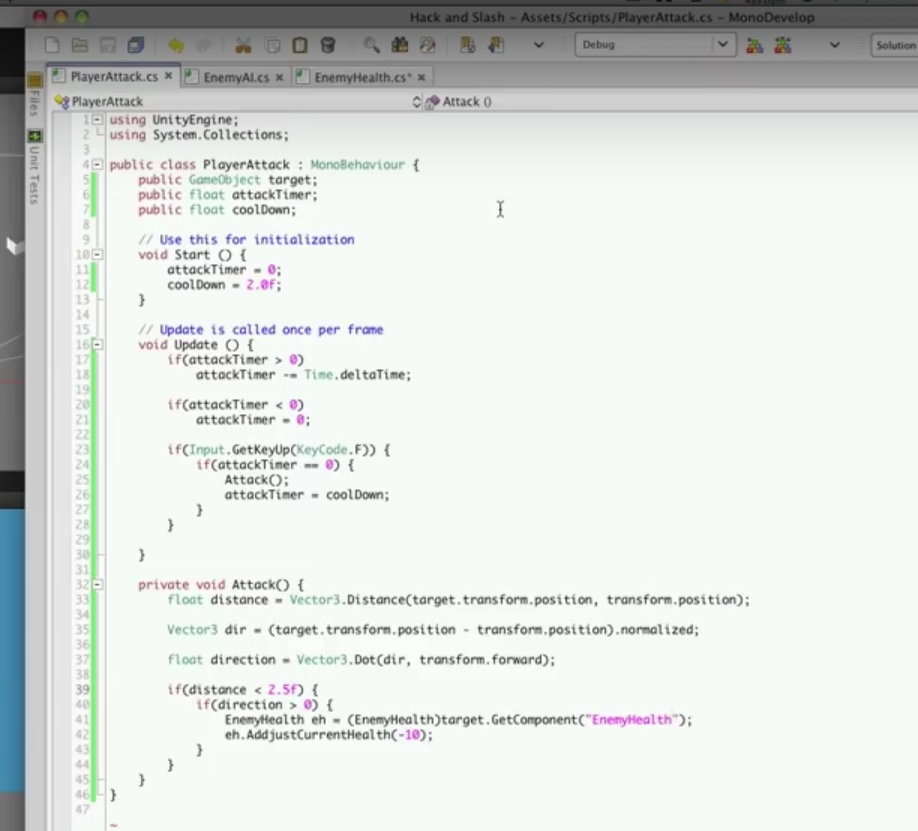 Hack and Slash – Assets/Scripts/PlayerAttack.cs – MonoDevelop
Debug
Solution
PlayerAttack.cs ×
EnemyAI.cs ×
EnemyHealth.cs* ×
Files
Unit Tests
PlayerAttack
Attack ()
1 using UnityEngine;
2 using System.Collections;
3
4 public class PlayerAttack : MonoBehaviour {
5 public GameObject target;
6 public float attackTimer;
7 public float coolDown;
8
9 // Use this for initialization
10 void Start () {
11 attackTimer = 0;
12 coolDown = 2.0f;
13 }
14
15 // Update is called once per frame
16 void Update () {
17 if(attackTimer > 0)
18 attackTimer -= Time.deltaTime;
19
20 if(attackTimer < 0)
21 attackTimer = 0;
22
23 if(Input.GetKeyUp(KeyCode.F)) {
24 if(attackTimer == 0) {
25 Attack();
26 attackTimer = coolDown;
27 }
28 }
29
30 }
31
32 private void Attack() {
33 float distance = Vector3.Distance(target.transform.position, transform.position);
34
35 Vector3 dir = (target.transform.position - transform.position).normalized;
36
37 float direction = Vector3.Dot(dir, transform.forward);
38
39 if(distance < 2.5f) {
40 if(direction > 0) {
41 EnemyHealth eh = (EnemyHealth)target.GetComponent("EnemyHealth");
42 eh.AddjustCurrentHealth(-10);
43 }
44 }
45 }
46 }
47
~